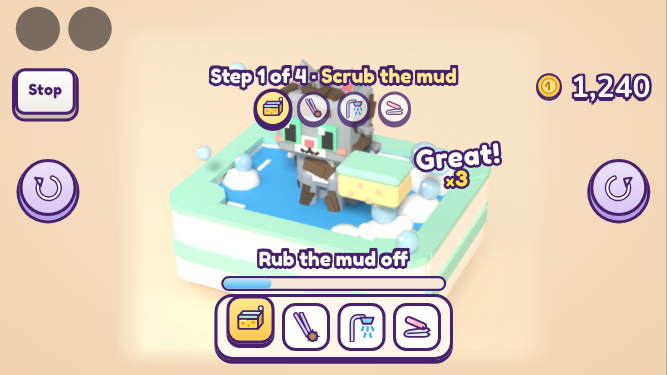 Step 1 of 4 · Scrub the mud
Stop
1,240
Great!
x3
Rub the mud off